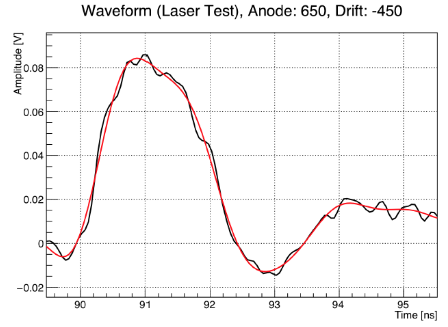 Waveform (Laser Test), Anode: 650, Drift: -450
Amplitude [V]
0.08
0.06
0.04
0.02
0
−0.02
90 91 92 93 94 95
Time [ns]